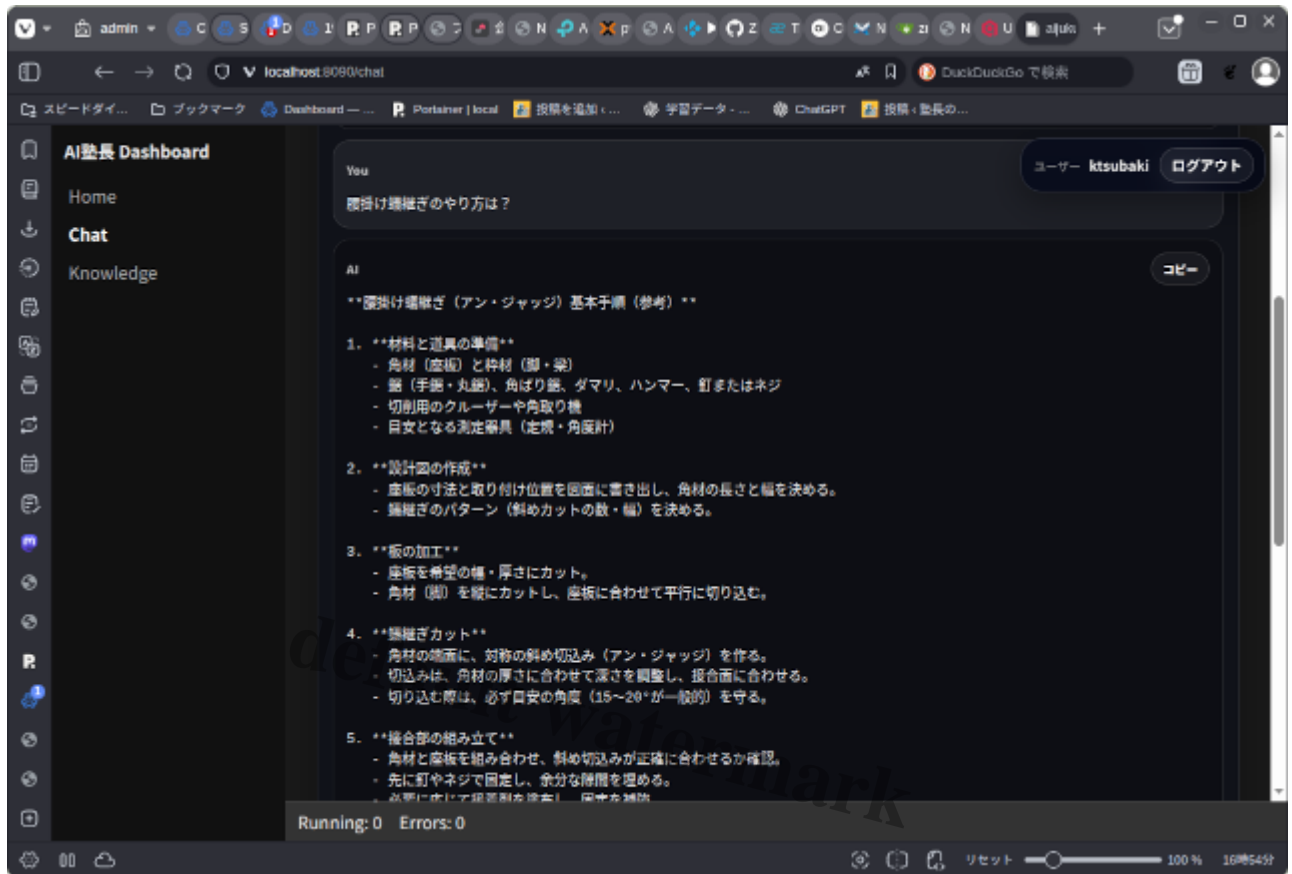 admin
localhost:8090/chat
DuckDuckGo で検索
スピードダイ...
ブックマーク
Dashboard — ...
Portainer | local
投稿を追加 ‹ ...
学習データ - ...
ChatGPT
投稿 ‹ 塾長の...
AI塾長 Dashboard
Home
Chat
Knowledge
ユーザー ktsubaki ログアウト
You
腰掛け蟻継ぎのやり方は？
AI
コピー
**腰掛け蟻継ぎ（アン・ジャッジ）基本手順（参考）**
1. **材料と道具の準備**
- 角材（座板）と枠材（脚・梁）
- 鋸（手鋸・丸鋸）、角ばり鋸、ダマリ、ハンマー、釘またはネジ
- 切削用のクルーザーや角取り機
- 目安となる測定器具（定規・角度計）
2. **設計図の作成**
- 座板の寸法と取り付け位置を図面に書き出し、角材の長さと幅を決める。
- 蟻継ぎのパターン（斜めカットの数・幅）を決める。
3. **板の加工**
- 座板を希望の幅・厚さにカット。
- 角材（脚）を縦にカットし、座板に合わせて平行に切り込む。
4. **蟻継ぎカット**
- 角材の端面に、対称の斜め切込み（アン・ジャッジ）を作る。
- 切込みは、角材の厚さに合わせて深さを調整し、接合面に合わせる。
- 切り込む際は、必ず目安の角度（15～20°が一般的）を守る。
5. **接合部の組み立て**
- 角材と座板を組み合わせ、斜め切込みが正確に合わせるか確認。
- 先に釘やネジで固定し、余分な隙間を埋める。
- 必要に応じて接着剤を塗布し、固定を補強
Running: 0 Errors: 0
リセット
100 %
16時54分
watermark